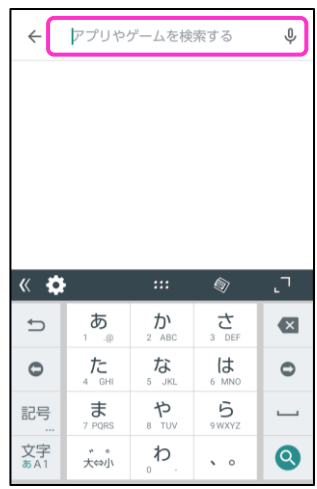 アプリやゲームを検索する
あ か さ
1 .@ 2 ABC 3 DEF
た な は
4 GHI 5 JKL 6 MNO
記号 ま や ら
... 7 PQRS 8 TUV 9 WXYZ
文字 ゛゜ わ 、。
あA1 大⇔小 0 .